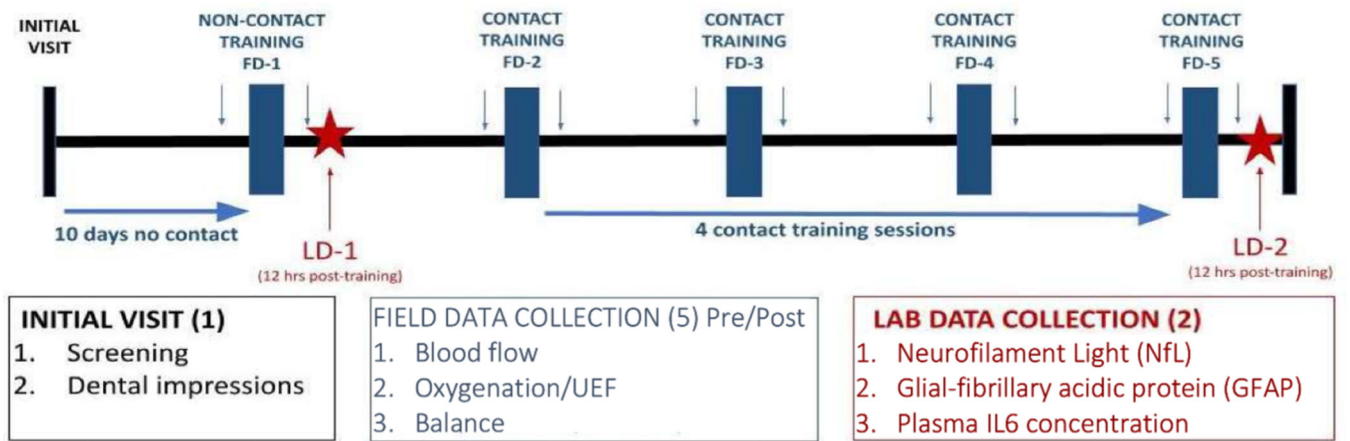 INITIAL
VISIT
NON-CONTACT
TRAINING
FD-1
CONTACT
TRAINING
FD-2
CONTACT
TRAINING
FD-3
CONTACT
TRAINING
FD-4
CONTACT
TRAINING
FD-5
10 days no contact
LD-1
(12 hrs post-training)
4 contact training sessions
LD-2
(12 hrs post-training)
INITIAL VISIT (1)
1. Screening
2. Dental impressions
FIELD DATA COLLECTION (5) Pre/Post
1. Blood flow
2. Oxygenation/UEF
3. Balance
LAB DATA COLLECTION (2)
1. Neurofilament Light (NfL)
2. Glial-fibrillary acidic protein (GFAP)
3. Plasma IL6 concentration